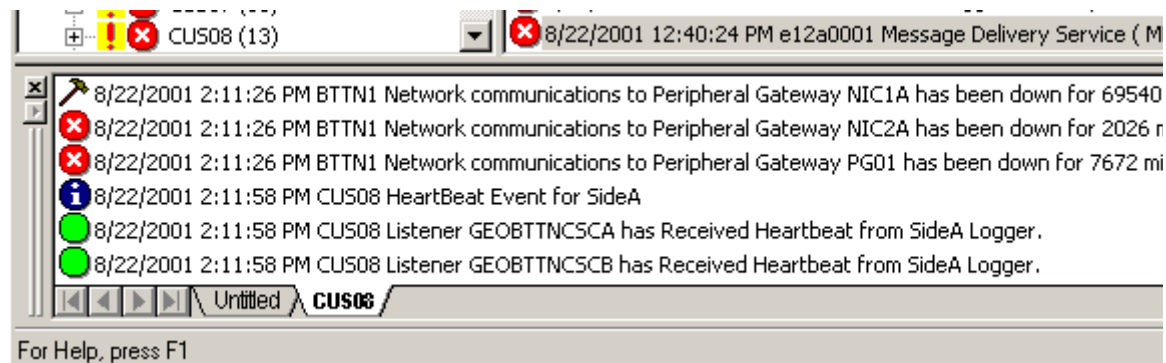 CUS08 (13)
8/22/2001 12:40:24 PM e12a0001 Message Delivery Service ( M
8/22/2001 2:11:26 PM BTTN1 Network communications to Peripheral Gateway NIC1A has been down for 69540
8/22/2001 2:11:26 PM BTTN1 Network communications to Peripheral Gateway NIC2A has been down for 2026
8/22/2001 2:11:26 PM BTTN1 Network communications to Peripheral Gateway PG01 has been down for 7672 mi
8/22/2001 2:11:58 PM CUS08 HeartBeat Event for SideA
8/22/2001 2:11:58 PM CUS08 Listener GEOBTTNCSCA has Received Heartbeat from SideA Logger.
8/22/2001 2:11:58 PM CUS08 Listener GEOBTTNCSCB has Received Heartbeat from SideA Logger.
Untitled CUS08
For Help, press F1